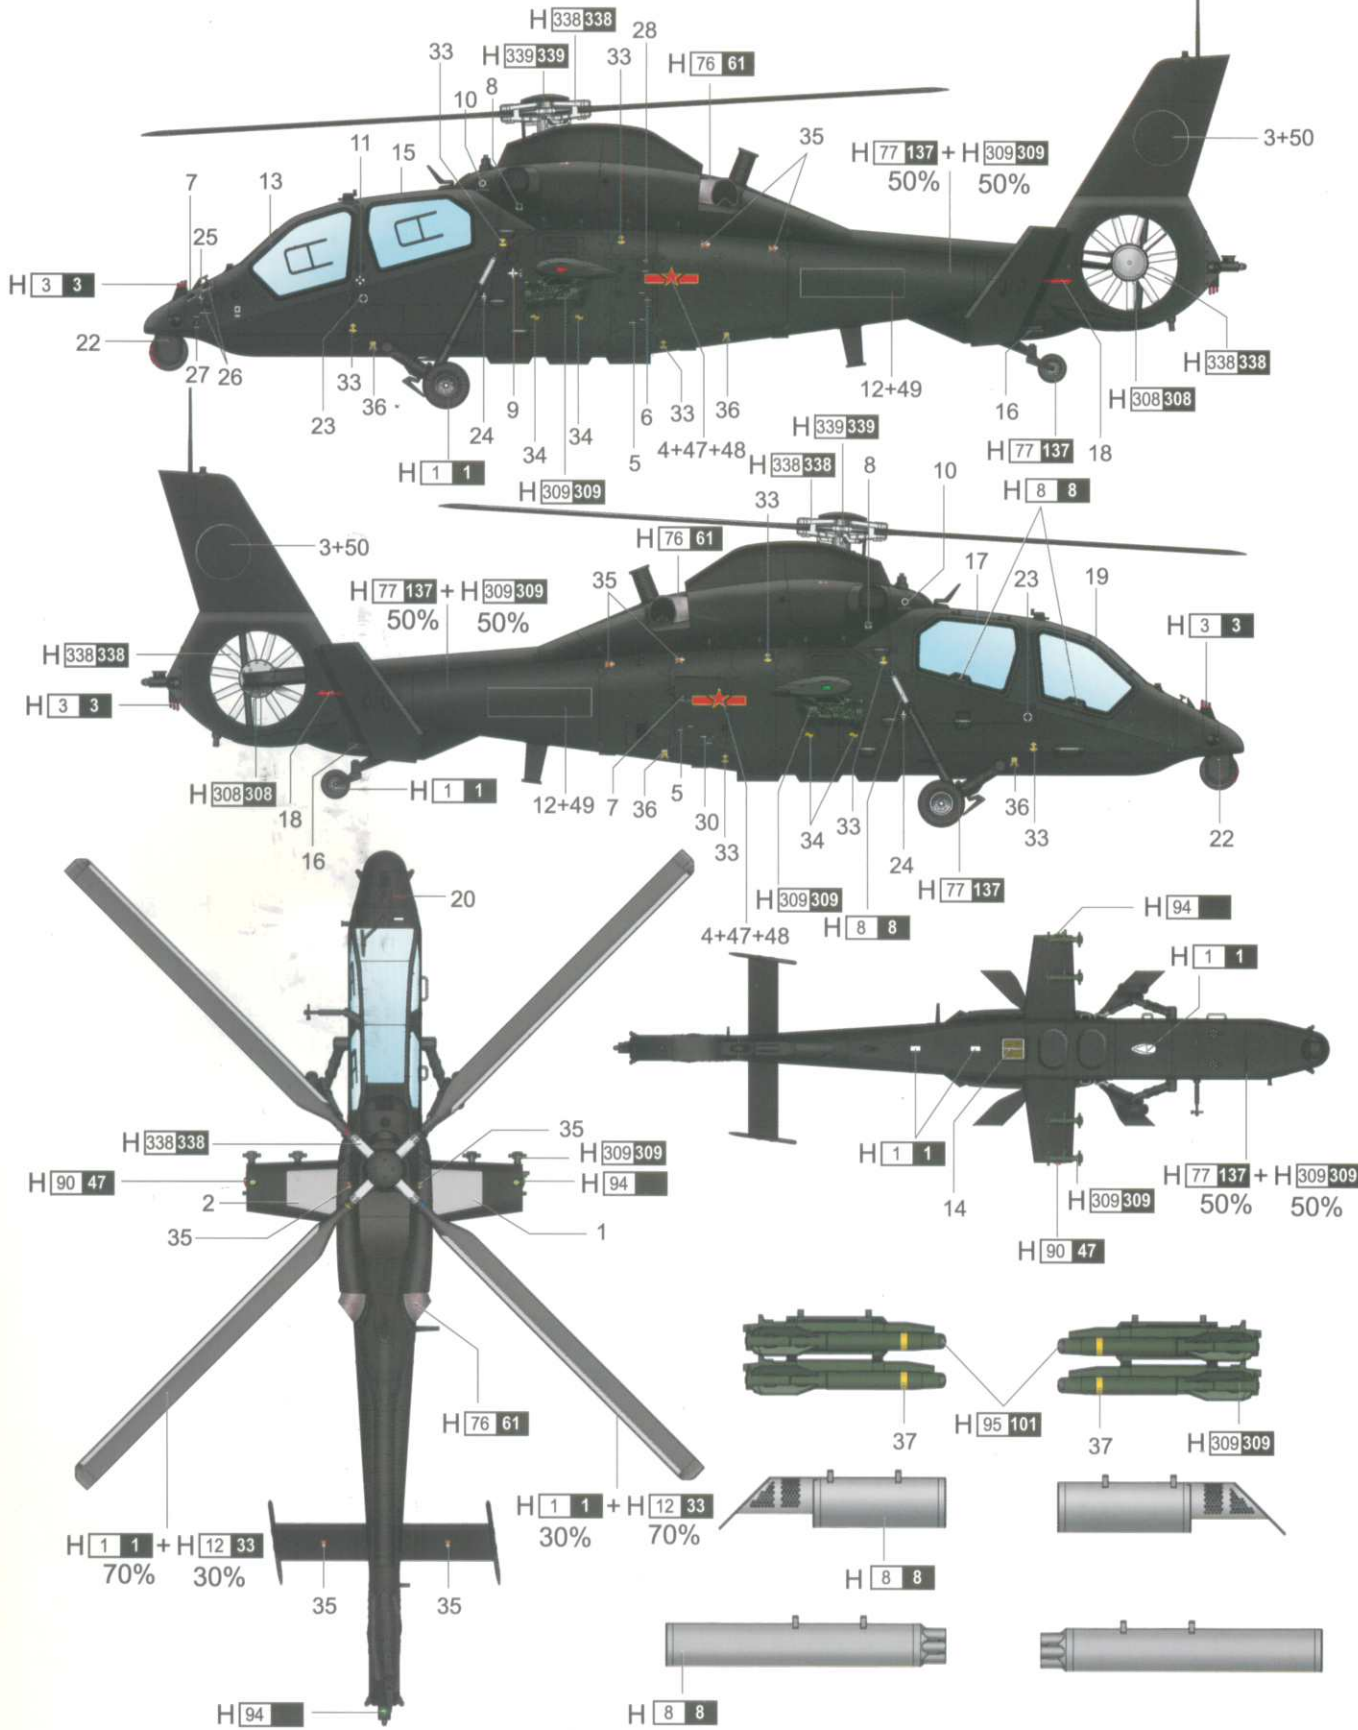 H 338 338
H 339 339
33
28
33
H 76 61
10
8
11
15
35
H 77 137 + H 309 309
50% 50%
3+50
7
13
25
H 3 3
22
27
26
23
33
36
24
9
34
34
5
6
33
4+47+48
36
12+49
16
H 338 338
H 308 308
H 77 137
18
H 1 1
H 309 309
H 339 339
H 338 338
8
10
H 8 8
33
3+50
H 76 61
17
23
19
H 77 137 + H 309 309
50% 50%
35
H 3 3
H 338 338
H 3 3
H 308 308
18
16
H 1 1
12+49
7
36
5
30
33
34
33
24
36
33
22
H 309 309
H 8 8
H 77 137
4+47+48
20
H 94
H 1 1
H 338 338
35
H 309 309
H 90 47
H 94
2
35
1
H 1 1
14
H 309 309
H 77 137 + H 309 309
50% 50%
H 90 47
H 76 61
37
H 95 101
37
H 309 309
H 1 1 + H 12 33
30% 70%
H 1 1 + H 12 33
70% 30%
35
35
H 8 8
H 94
H 8 8